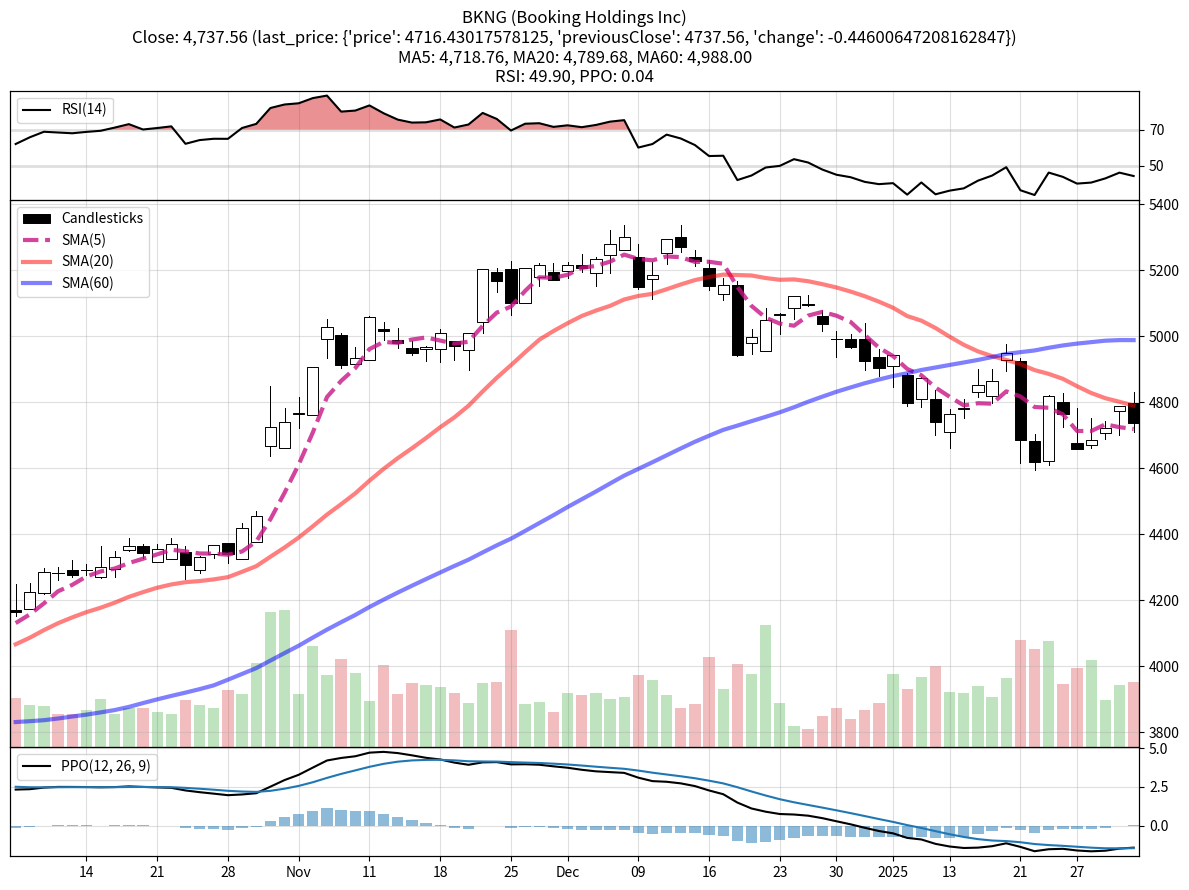 BKNG (Booking Holdings Inc)
Close: 4,737.56 (last_price: {'price': 4716.43017578125, 'previousClose': 4737.56, 'change': -0.44600647208162847})
MA5: 4,718.76, MA20: 4,789.68, MA60: 4,988.00
RSI: 49.90, PPO: 0.04
RSI(14)
70
50
Candlesticks
SMA(5)
SMA(20)
SMA(60)
5400
5200
5000
4800
4600
4400
4200
4000
3800
PPO(12, 26, 9)
5.0
2.5
0.0
14 21 28 Nov 11 18 25 Dec 09 16 23 30 2025 13 21 27